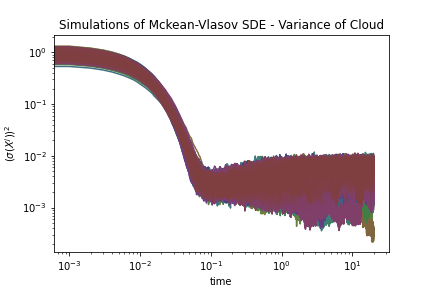 Simulations of Mckean-Vlasov SDE - Variance of Cloud
(σ(Xⁱ))²
10⁰
10⁻¹
10⁻²
10⁻³
10⁻³ 10⁻² 10⁻¹ 10⁰ 10¹
time